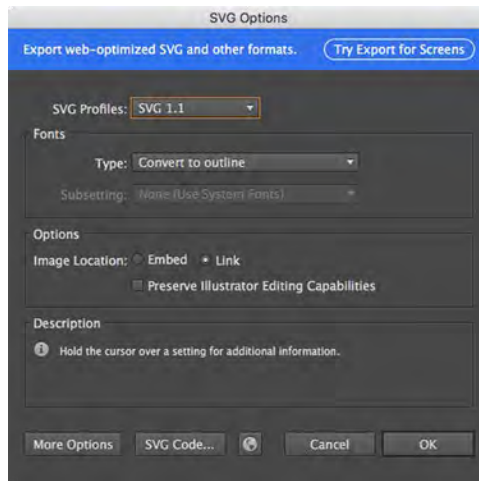 SVG Options
Export web-optimized SVG and other formats. Try Export for Screens
SVG Profiles: SVG 1.1
Fonts
Type: Convert to outline
Subsetting: None (Use System Fonts)
Options
Image Location: Embed Link
Preserve Illustrator Editing Capabilities
Description
Hold the cursor over a setting for additional information.
More Options SVG Code... Cancel OK